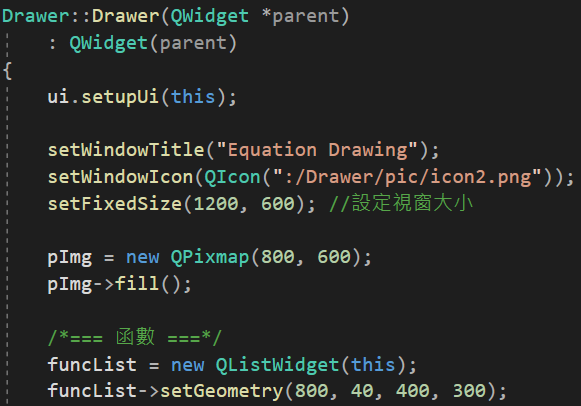 Drawer::Drawer(QWidget *parent)
: QWidget(parent)
{
ui.setupUi(this);
setWindowTitle("Equation Drawing");
setWindowIcon(QIcon(":/Drawer/pic/icon2.png"));
setFixedSize(1200, 600); //設定視窗大小
pImg = new QPixmap(800, 600);
pImg->fill();
/*=== 函數 ===*/
funcList = new QListWidget(this);
funcList->setGeometry(800, 40, 400, 300);